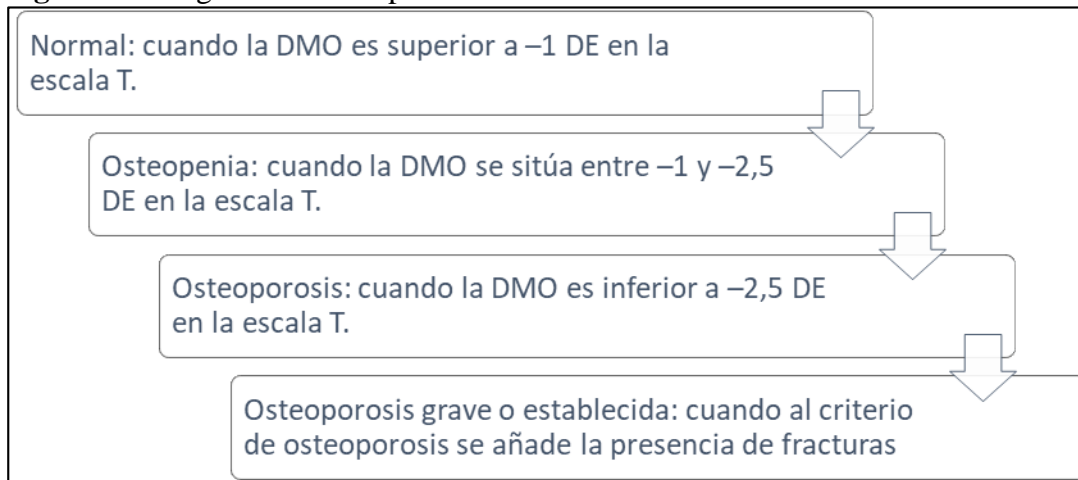 Normal: cuando la DMO es superior a –1 DE en la
escala T.
Osteopenia: cuando la DMO se sitúa entre –1 y –2,5
DE en la escala T.
Osteoporosis: cuando la DMO es inferior a –2,5 DE
en la escala T.
Osteoporosis grave o establecida: cuando al criterio
de osteoporosis se añade la presencia de fracturas